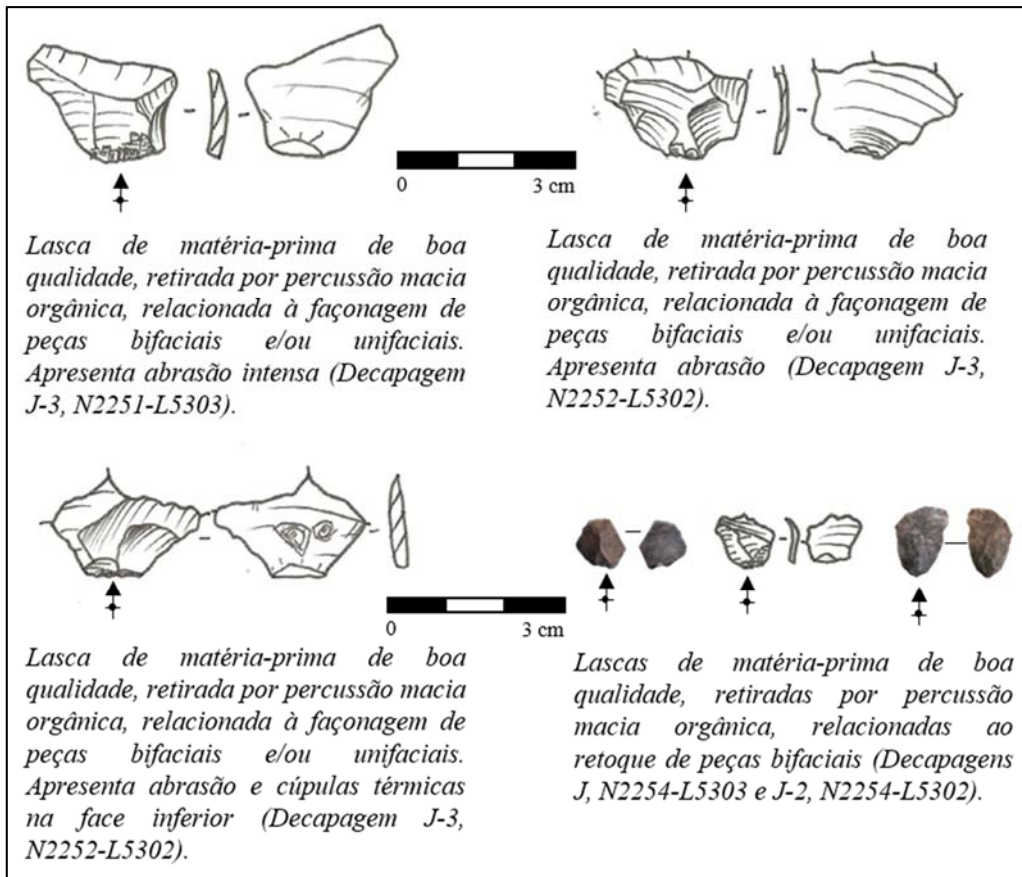 0 3 cm
Lasca de matéria-prima de boa
qualidade, retirada por percussão macia
orgânica, relacionada à façonagem de
peças bifaciais e/ou unifaciais.
Apresenta abrasão intensa (Decapagem
J-3, N2251-L5303).
Lasca de matéria-prima de boa
qualidade, retirada por percussão macia
orgânica, relacionada à façonagem de
peças bifaciais e/ou unifaciais.
Apresenta abrasão (Decapagem J-3,
N2252-L5302).
0 3 cm
Lasca de matéria-prima de boa
qualidade, retirada por percussão macia
orgânica, relacionada à façonagem de
peças bifaciais e/ou unifaciais.
Apresenta abrasão e cúpulas térmicas
na face inferior (Decapagem J-3,
N2252-L5302).
Lascas de matéria-prima de boa
qualidade, retiradas por percussão
macia orgânica, relacionadas ao
retoque de peças bifaciais (Decapagens
J, N2254-L5303 e J-2, N2254-L5302).